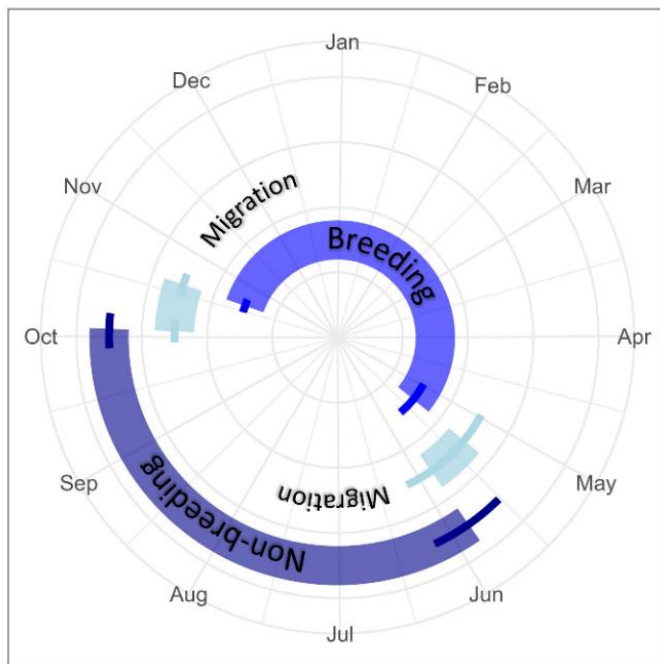 Jan
Feb
Mar
Apr
May
Jun
Jul
Aug
Sep
Oct
Nov
Dec
Migration
Breeding
Migration
Non-breeding